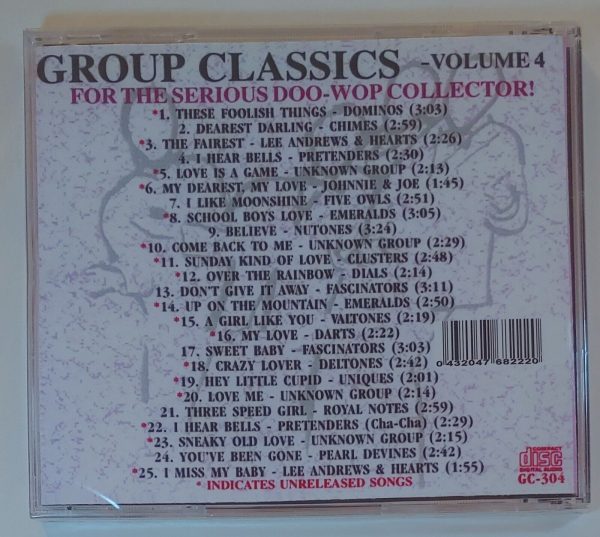 GROUP CLASSICS -VOLUME 4
FOR THE SERIOUS DOO-WOP COLLECTOR!
*1. THESE FOOLISH THINGS - DOMINOS (3:03)
2. DEAREST DARLING - CHIMES (2:59)
*3. THE FAIREST - LEE ANDREWS & HEARTS (2:26)
4. I HEAR BELLS - PRETENDERS (2:30)
*5. LOVE IS A GAME - UNKNOWN GROUP (2:13)
*6. MY DEAREST, MY LOVE - JOHNNIE & JOE (1:45)
7. I LIKE MOONSHINE - FIVE OWLS (2:51)
*8. SCHOOL BOYS LOVE - EMERALDS (3:05)
9. BELIEVE - NUTONES (3:24)
*10. COME BACK TO ME - UNKNOWN GROUP (2:29)
*11. SUNDAY KIND OF LOVE - CLUSTERS (2:48)
*12. OVER THE RAINBOW - DIALS (2:14)
13. DON'T GIVE IT AWAY - FASCINATORS (3:11)
*14. UP ON THE MOUNTAIN - EMERALDS (2:50)
*15. A GIRL LIKE YOU - VALTONES (2:19)
*16. MY LOVE - DARTS (2:22)
17. SWEET BABY - FASCINATORS (3:03)
*18. CRAZY LOVER - DELTONES (2:42)
0 432047 682220
*19. HEY LITTLE CUPID - UNIQUES (2:01)
*20. LOVE ME - UNKNOWN GROUP (2:14)
21. THREE SPEED GIRL - ROYAL NOTES (2:59)
*22. I HEAR BELLS - PRETENDERS (Cha-Cha) (2:29)
*23. SNEAKY OLD LOVE - UNKNOWN GROUP (2:15)
24. YOU'VE BEEN GONE - PEARL DEVINES (2:42)
*25. I MISS MY BABY - LEE ANDREWS & HEARTS (1:55)
* INDICATES UNRELEASED SONGS
COMPACT
disc
DIGITAL AUDIO
GC-304